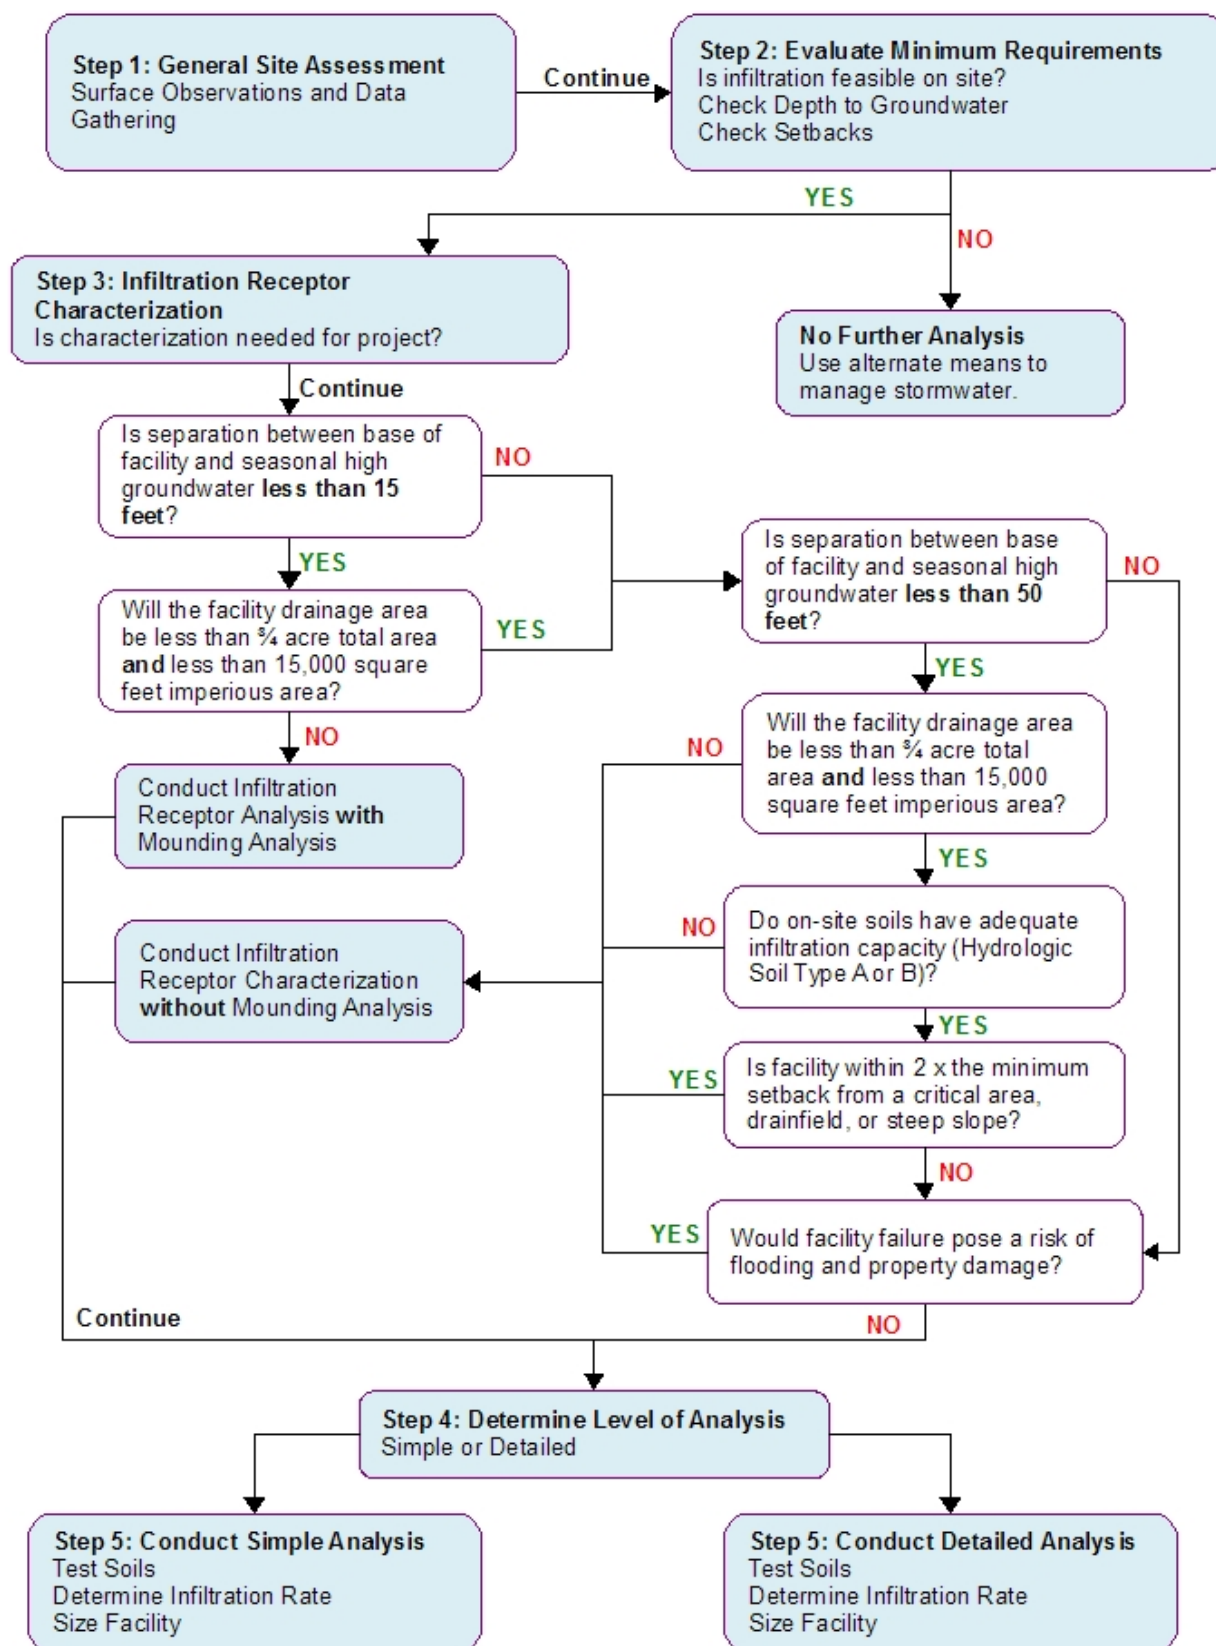 Step 1: General Site Assessment
Surface Observations and Data
Gathering
Continue
Step 2: Evaluate Minimum Requirements
Is infiltration feasible on site?
Check Depth to Groundwater
Check Setbacks
YES
NO
Step 3: Infiltration Receptor
Characterization
Is characterization needed for project?
No Further Analysis
Use alternate means to
manage stormwater.
Continue
Is separation between base of
facility and seasonal high
groundwater less than 15
feet?
NO
YES
Is separation between base
of facility and seasonal high
groundwater less than 50
feet?
NO
Will the facility drainage area
be less than ¾ acre total area
and less than 15,000 square
feet imperious area?
YES
YES
NO
Will the facility drainage area
be less than ¾ acre total
area and less than 15,000
square feet imperious area?
NO
Conduct Infiltration
Receptor Analysis with
Mounding Analysis
YES
Do on-site soils have adequate
infiltration capacity (Hydrologic
Soil Type A or B)?
NO
Conduct Infiltration
Receptor Characterization
without Mounding Analysis
YES
Is facility within 2 x the minimum
setback from a critical area,
drainfield, or steep slope?
YES
NO
Would facility failure pose a risk of
flooding and property damage?
YES
Continue
NO
Step 4: Determine Level of Analysis
Simple or Detailed
Step 5: Conduct Simple Analysis
Test Soils
Determine Infiltration Rate
Size Facility
Step 5: Conduct Detailed Analysis
Test Soils
Determine Infiltration Rate
Size Facility